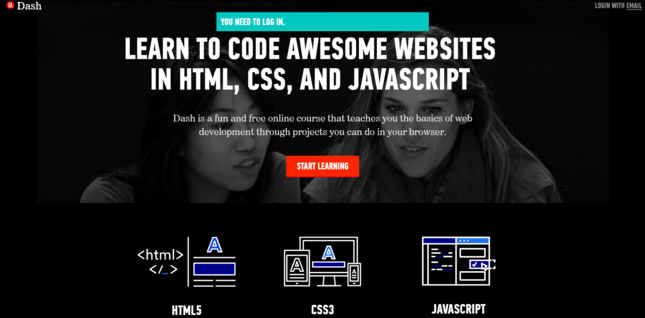 GA Dash
LOGIN WITH EMAIL
YOU NEED TO LOG IN.
LEARN TO CODE AWESOME WEBSITES
IN HTML, CSS, AND JAVASCRIPT
Dash is a fun and free online course that teaches you the basics of web
development through projects you can do in your browser.
START LEARNING
<html>
</_>
A
A
A
A
HTML5
CSS3
JAVASCRIPT